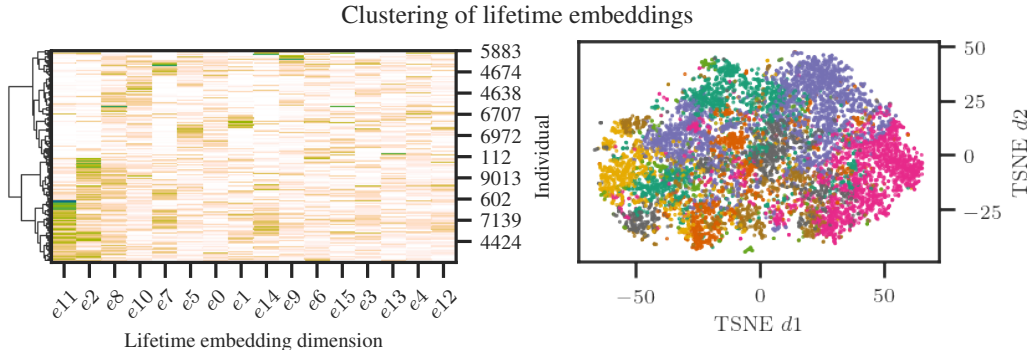 Clustering of lifetime embeddings
5883
4674
4638
6707
6972
112
9013
602
7139
4424
Individual
e11 e2 e8 e10 e7 e5 e0 e1 e14 e9 e6 e15 e3 e13 e4 e12
Lifetime embedding dimension
50
25
0
−25
TSNE d2
−50 0 50
TSNE d1